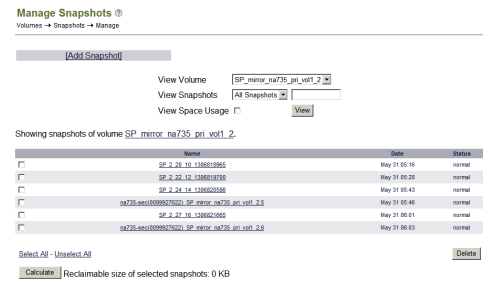 Manage Snapshots ?
Volumes → Snapshots → Manage
[Add Snapshot]
View Volume SP_mirror_na735_pri_vol1_2
View Snapshots All Snapshots
View Space Usage View
Showing snapshots of volume SP_mirror_na735_pri_vol1_2.
Name Date Status
SP_2_20_10_1306818965 May 31 05:16 normal
SP_2_22_12_1306819700 May 31 05:28 normal
SP_2_24_14_1306820586 May 31 05:43 normal
na735-sec(0099927622)_SP_mirror_na735_pri_vol1_2.5 May 31 05:46 normal
SP_2_27_16_1306821665 May 31 06:01 normal
na735-sec(0099927622)_SP_mirror_na735_pri_vol1_2.6 May 31 06:03 normal
Select All - Unselect All Delete
Calculate Reclaimable size of selected snapshots: 0 KB